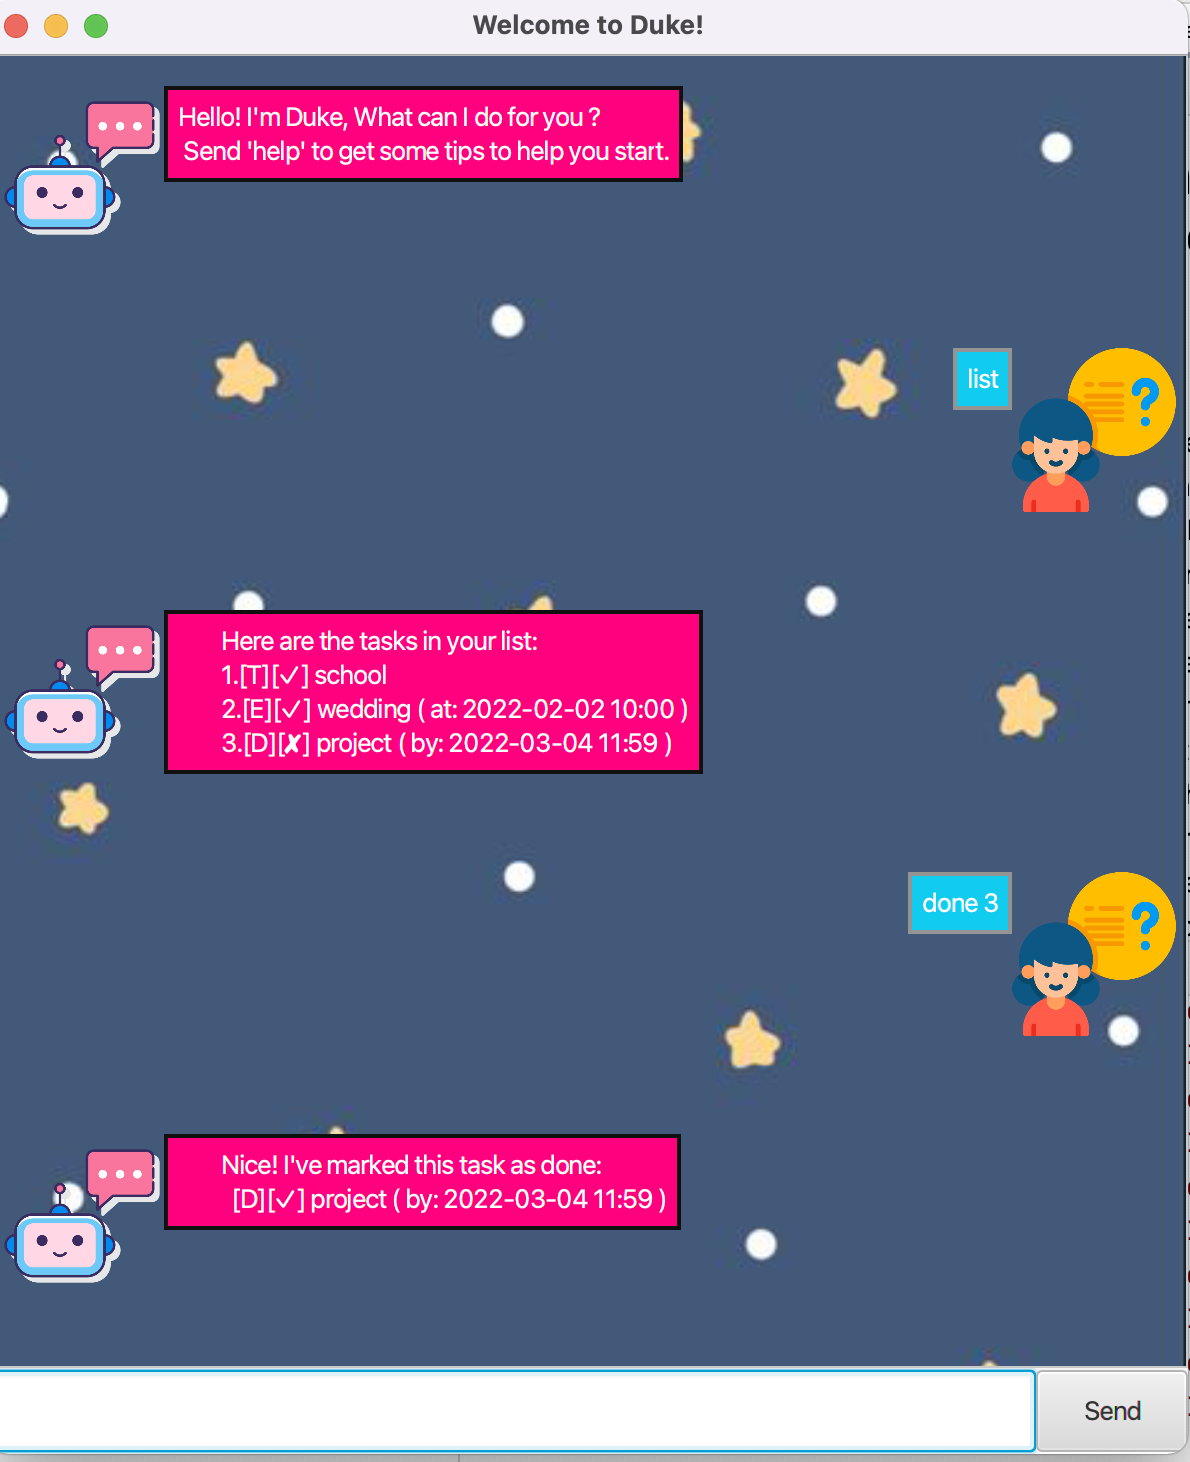 Welcome to Duke!
Hello! I'm Duke, What can I do for you ?
Send 'help' to get some tips to help you start.
list
?
Here are the tasks in your list:
1.[T][✓] school
2.[E][✓] wedding ( at: 2022-02-02 10:00 )
3.[D][✘] project ( by: 2022-03-04 11:59 )
done 3
?
Nice! I've marked this task as done:
[D][✓] project ( by: 2022-03-04 11:59 )
Send